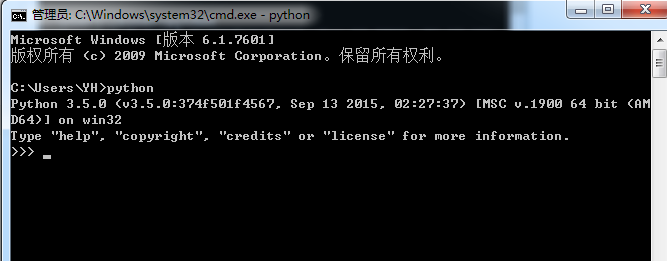 管理员: C:\Windows\system32\cmd.exe - python
Microsoft Windows [版本 6.1.7601]
版权所有 (c) 2009 Microsoft Corporation。保留所有权利。
C:\Users\YH>python
Python 3.5.0 (v3.5.0:374f501f4567, Sep 13 2015, 02:27:37) [MSC v.1900 64 bit (AM
D64)] on win32
Type "help", "copyright", "credits" or "license" for more information.
>>> _